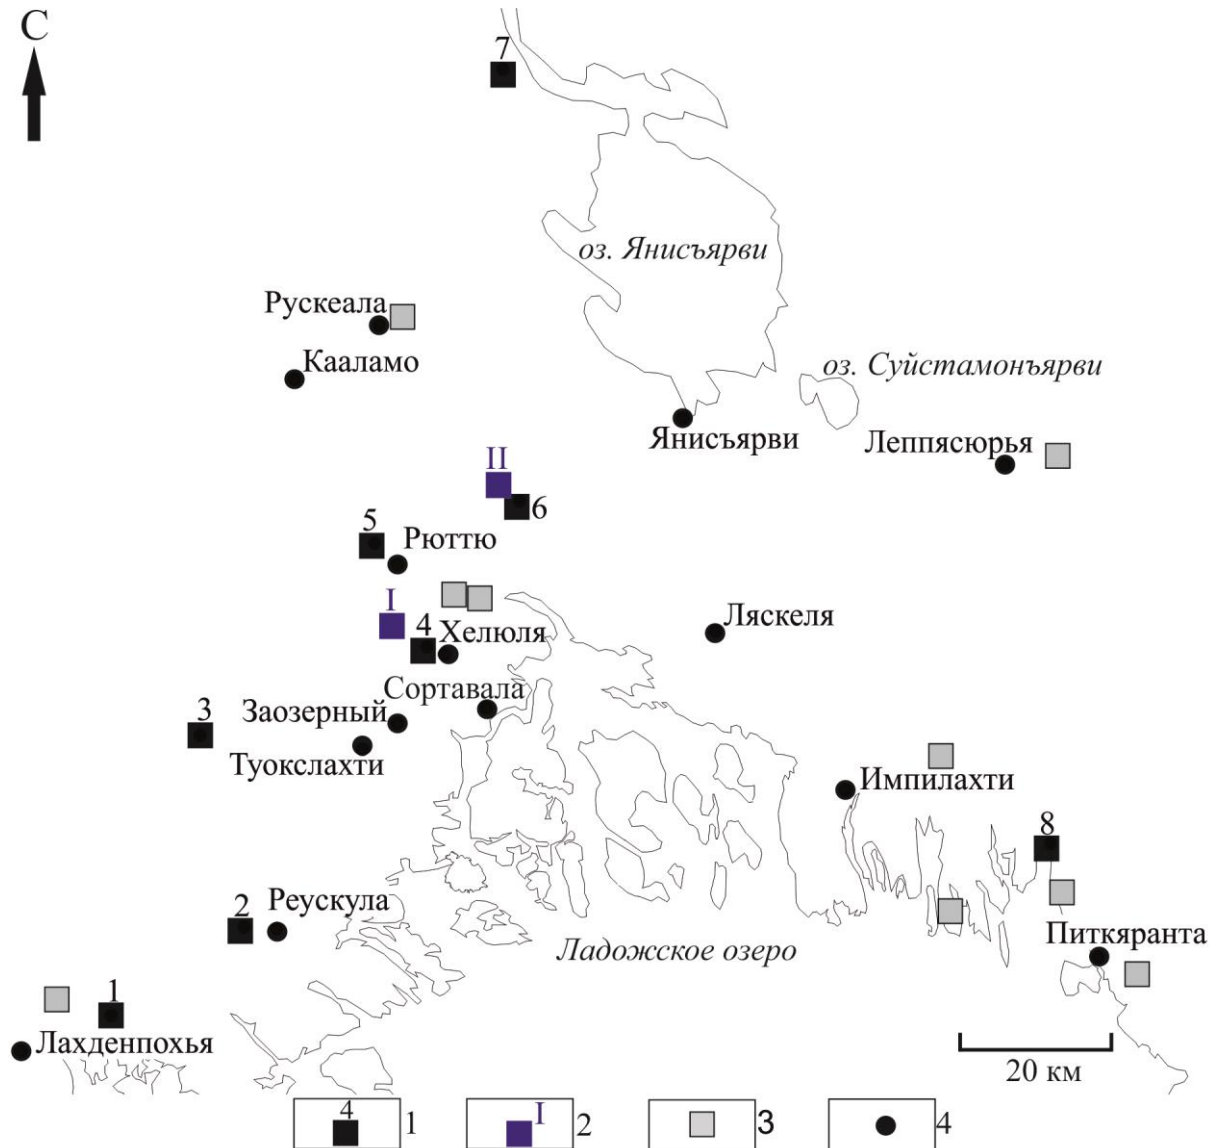 С
7
оз. Янисъярви
Рускеала
Кааламо
оз. Суйстамонъярви
Янисъярви
Леппясюрья
II
6
5
Рюттю
I
4
Хелюля
Ляскеля
Сортавала
3
Заозерный
Туокслахти
Импилахти
8
2
Реускула
Ладожское озеро
Питкяранта
1
Лахденпохья
20 км
4 1
I 2
3
4